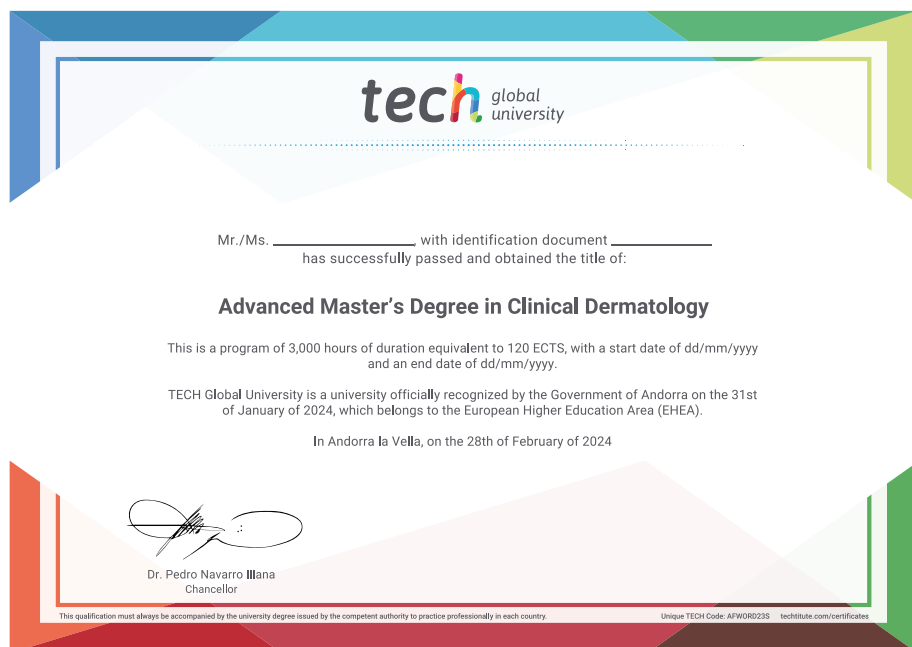 tech global university
Mr./Ms. ____________________, with identification document ______________
has successfully passed and obtained the title of:
Advanced Master’s Degree in Clinical Dermatology
This is a program of 3,000 hours of duration equivalent to 120 ECTS, with a start date of dd/mm/yyyy
and an end date of dd/mm/yyyy.
TECH Global University is a university officially recognized by the Government of Andorra on the 31st
of January of 2024, which belongs to the European Higher Education Area (EHEA).
In Andorra la Vella, on the 28th of February of 2024
Dr. Pedro Navarro Illana
Chancellor
This qualification must always be accompanied by the university degree issued by the competent authority to practice professionally in each country.
Unique TECH Code: AFWORD23S techtitute.com/certificates